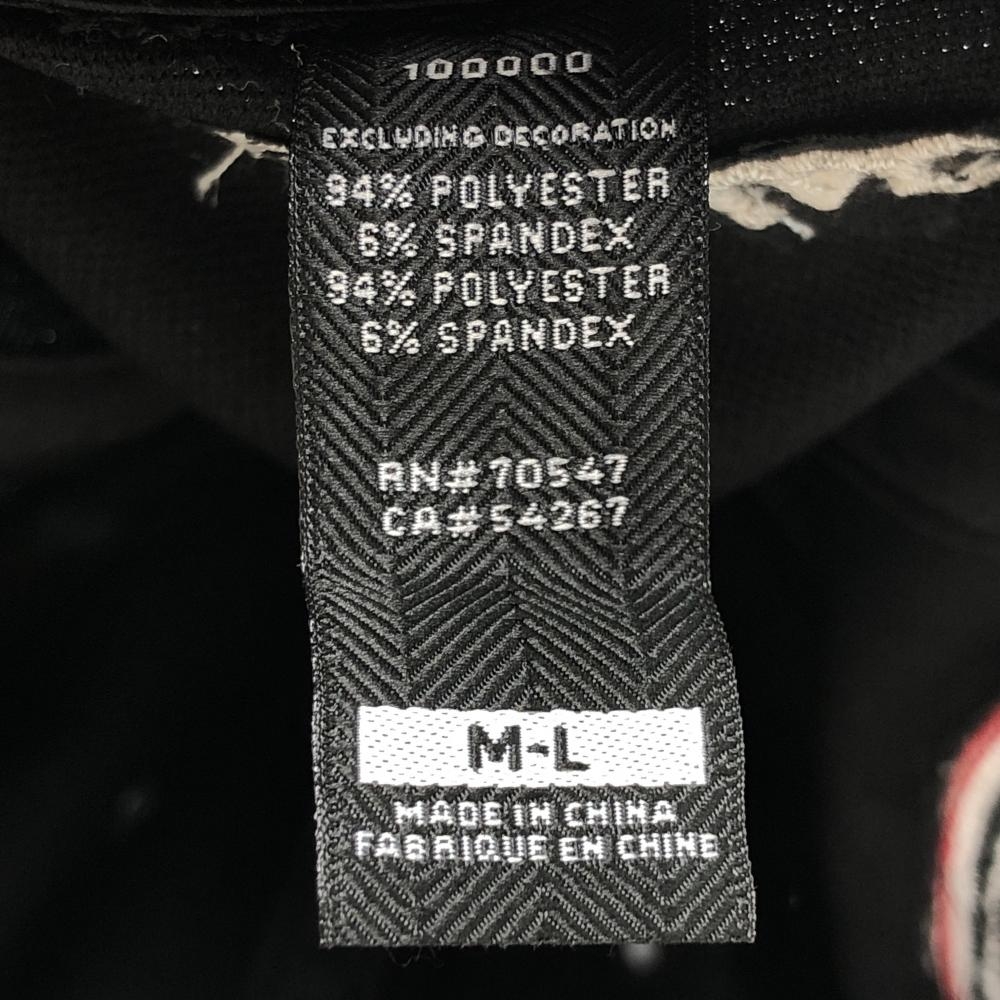 100000
EXCLUDING DECORATION
94% POLYESTER
6% SPANDEX
94% POLYESTER
6% SPANDEX
RN# 70547
CA# 54267
M-L
MADE IN CHINA
FABRIQUE EN CHINE